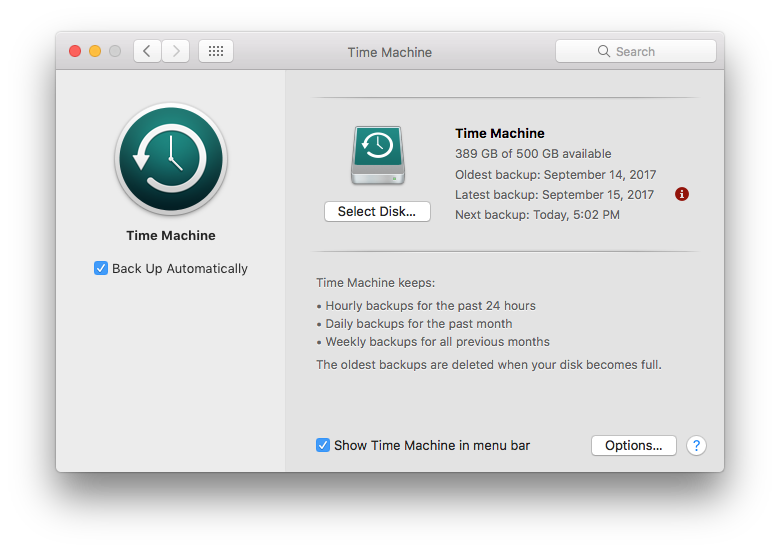 Time Machine
Search
Time Machine
Back Up Automatically
Select Disk...
Time Machine
389 GB of 500 GB available
Oldest backup: September 14, 2017
Latest backup: September 15, 2017
Next backup: Today, 5:02 PM
Time Machine keeps:
• Hourly backups for the past 24 hours
• Daily backups for the past month
• Weekly backups for all previous months
The oldest backups are deleted when your disk becomes full.
Show Time Machine in menu bar
Options...
?